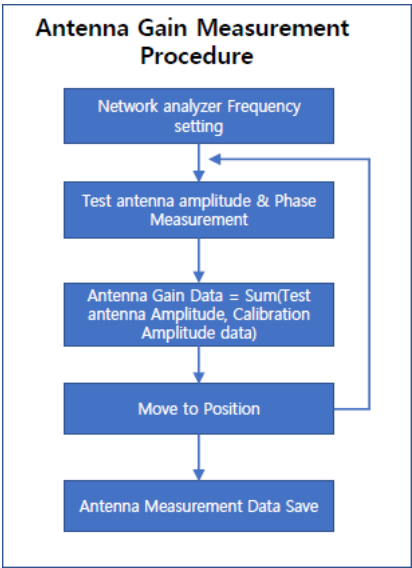 Antenna Gain Measurement
Procedure
Network analyzer Frequency
setting
Test antenna amplitude & Phase
Measurement
Antenna Gain Data = Sum(Test
antenna Amplitude, Calibration
Amplitude data)
Move to Position
Antenna Measurement Data Save